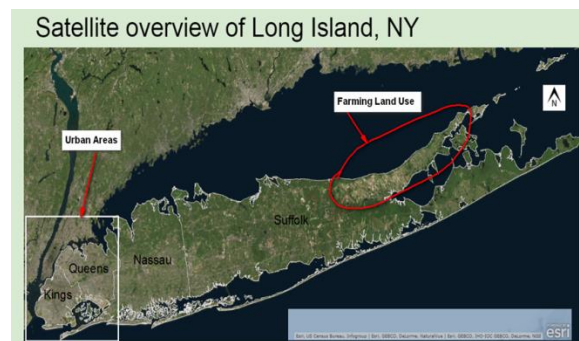 Satellite overview of Long Island, NY
Farming Land Use
N
Urban Areas
Suffolk
Queens
Nassau
Kings
esri